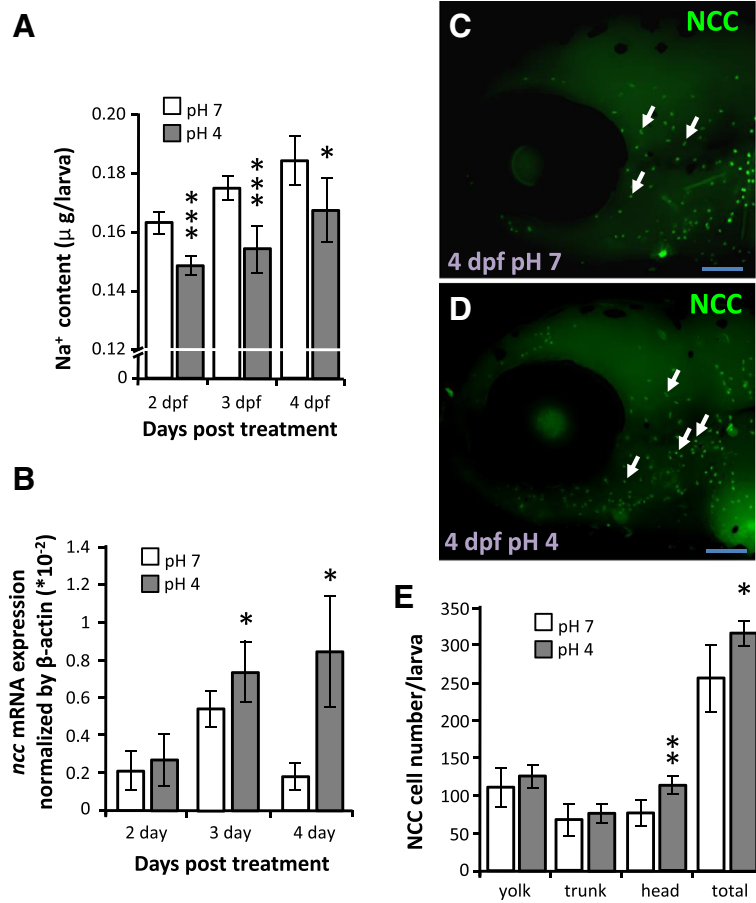 A
pH 7
pH 4
Na⁺ content (μ g/larva)
0.20
0.18
0.16
0.14
0.12
0
***
***
*
2 dpf 3 dpf 4 dpf
Days post treatment
B
pH 7
pH 4
ncc mRNA expression
normalized by β-actin (*10⁻²)
1.4
1.2
1
0.8
0.6
0.4
0.2
0
*
*
2 day 3 day 4 day
Days post treatment
C
NCC
4 dpf pH 7
D
NCC
4 dpf pH 4
E
pH 7
pH 4
NCC cell number/larva
350
300
250
200
150
100
50
0
**
*
yolk trunk head total